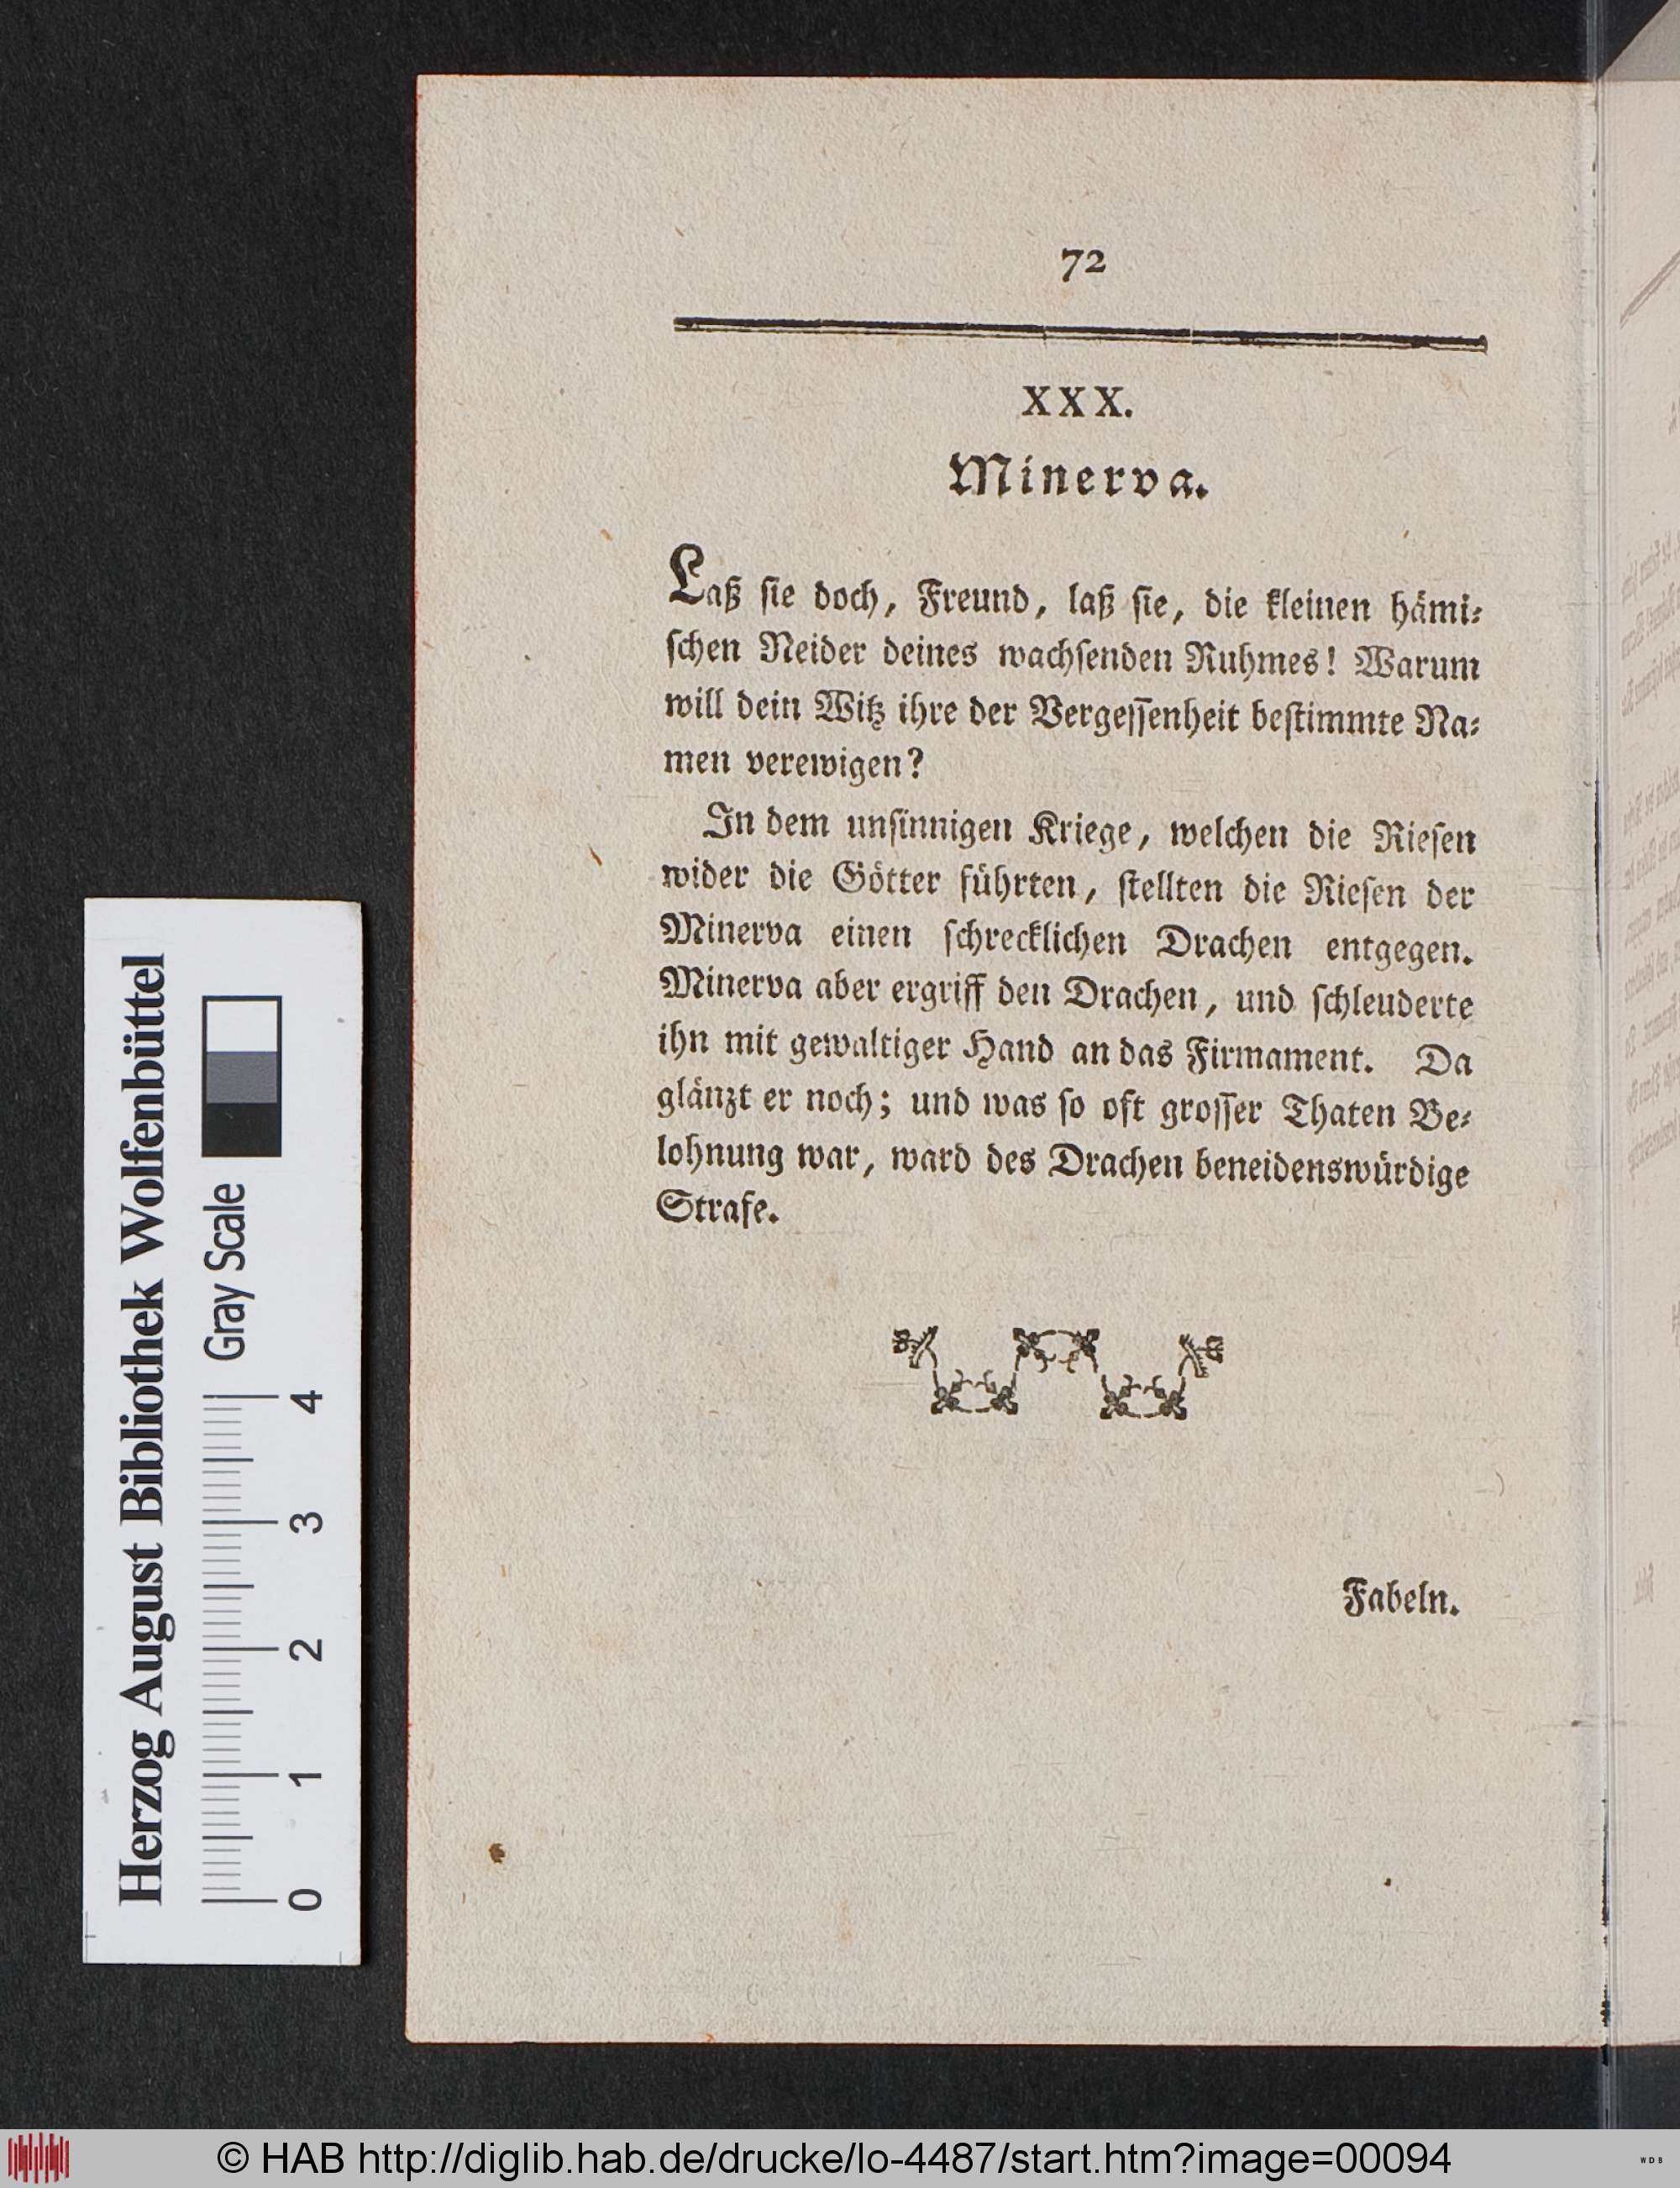 72
XXX.
Minerva.
Laß ſie doch, Freund, laß ſie, die kleinen hämi⸗
ſchen Neider deines wachſenden Ruhmes! Warum
will dein Witz ihre der Vergeſſenheit beſtimmte Na⸗
men verewigen?
In dem unſinnigen Kriege, welchen die Rieſen
wider die Götter führten, ſtellten die Rieſen der
Minerva einen ſchrecklichen Drachen entgegen.
Minerva aber ergriff den Drachen, und ſchleuderte
ihn mit gewaltiger Hand an das Firmament. Da
glänzt er noch; und was ſo oft groſſer Thaten Be⸗
lohnung war, ward des Drachen beneidenswürdige
Strafe.
Fabeln.
Herzog August Bibliothek Wolfenbüttel
Gray Scale
0 1 2 3 4
© HAB http://diglib.hab.de/drucke/lo-4487/start.htm?image=00094
WDB